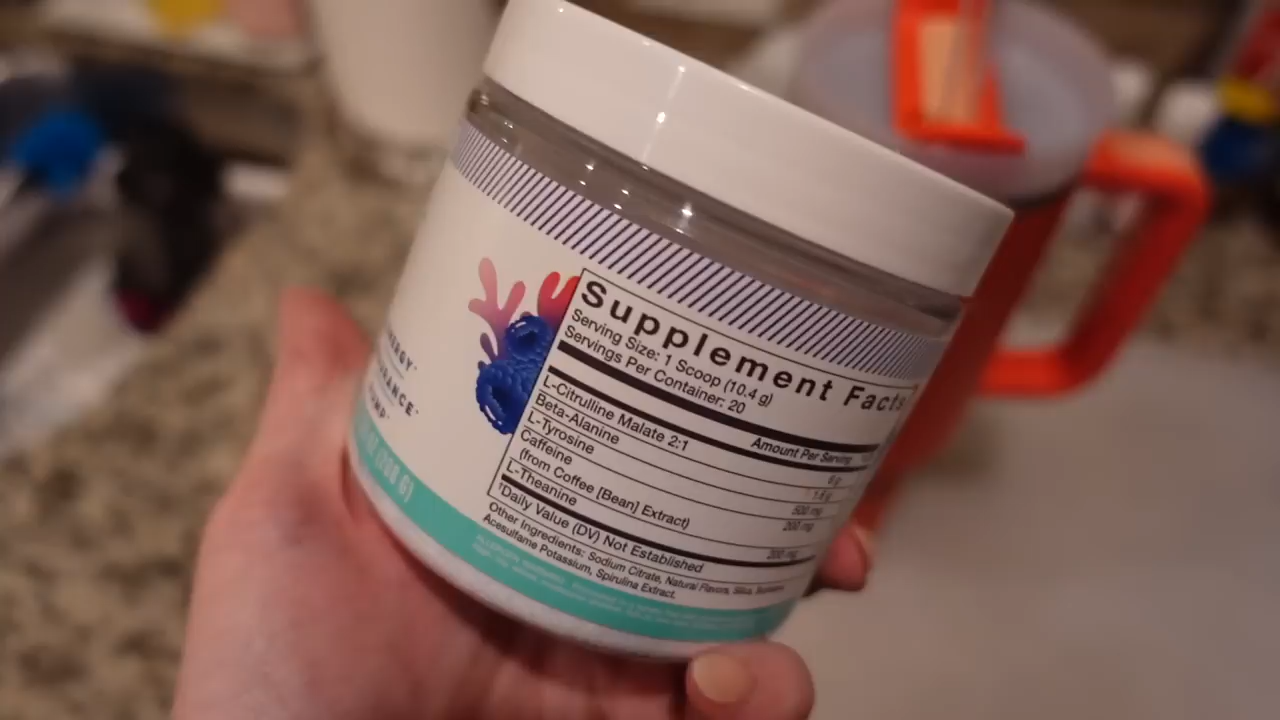 Supplement Facts
Serving Size: 1 Scoop (10.4 g)
Servings Per Container: 20
Amount Per Serving
L-Citrulline Malate 2:1 6 g
Beta-Alanine 1.6 g
L-Tyrosine 500 mg
Caffeine 200 mg
(from Coffee [Bean] Extract)
L-Theanine 200 mg
†Daily Value (DV) Not Established
Other Ingredients: Sodium Citrate, Natural Flavors, Silica,
Acesulfame Potassium, Spirulina Extract.
(208 G)